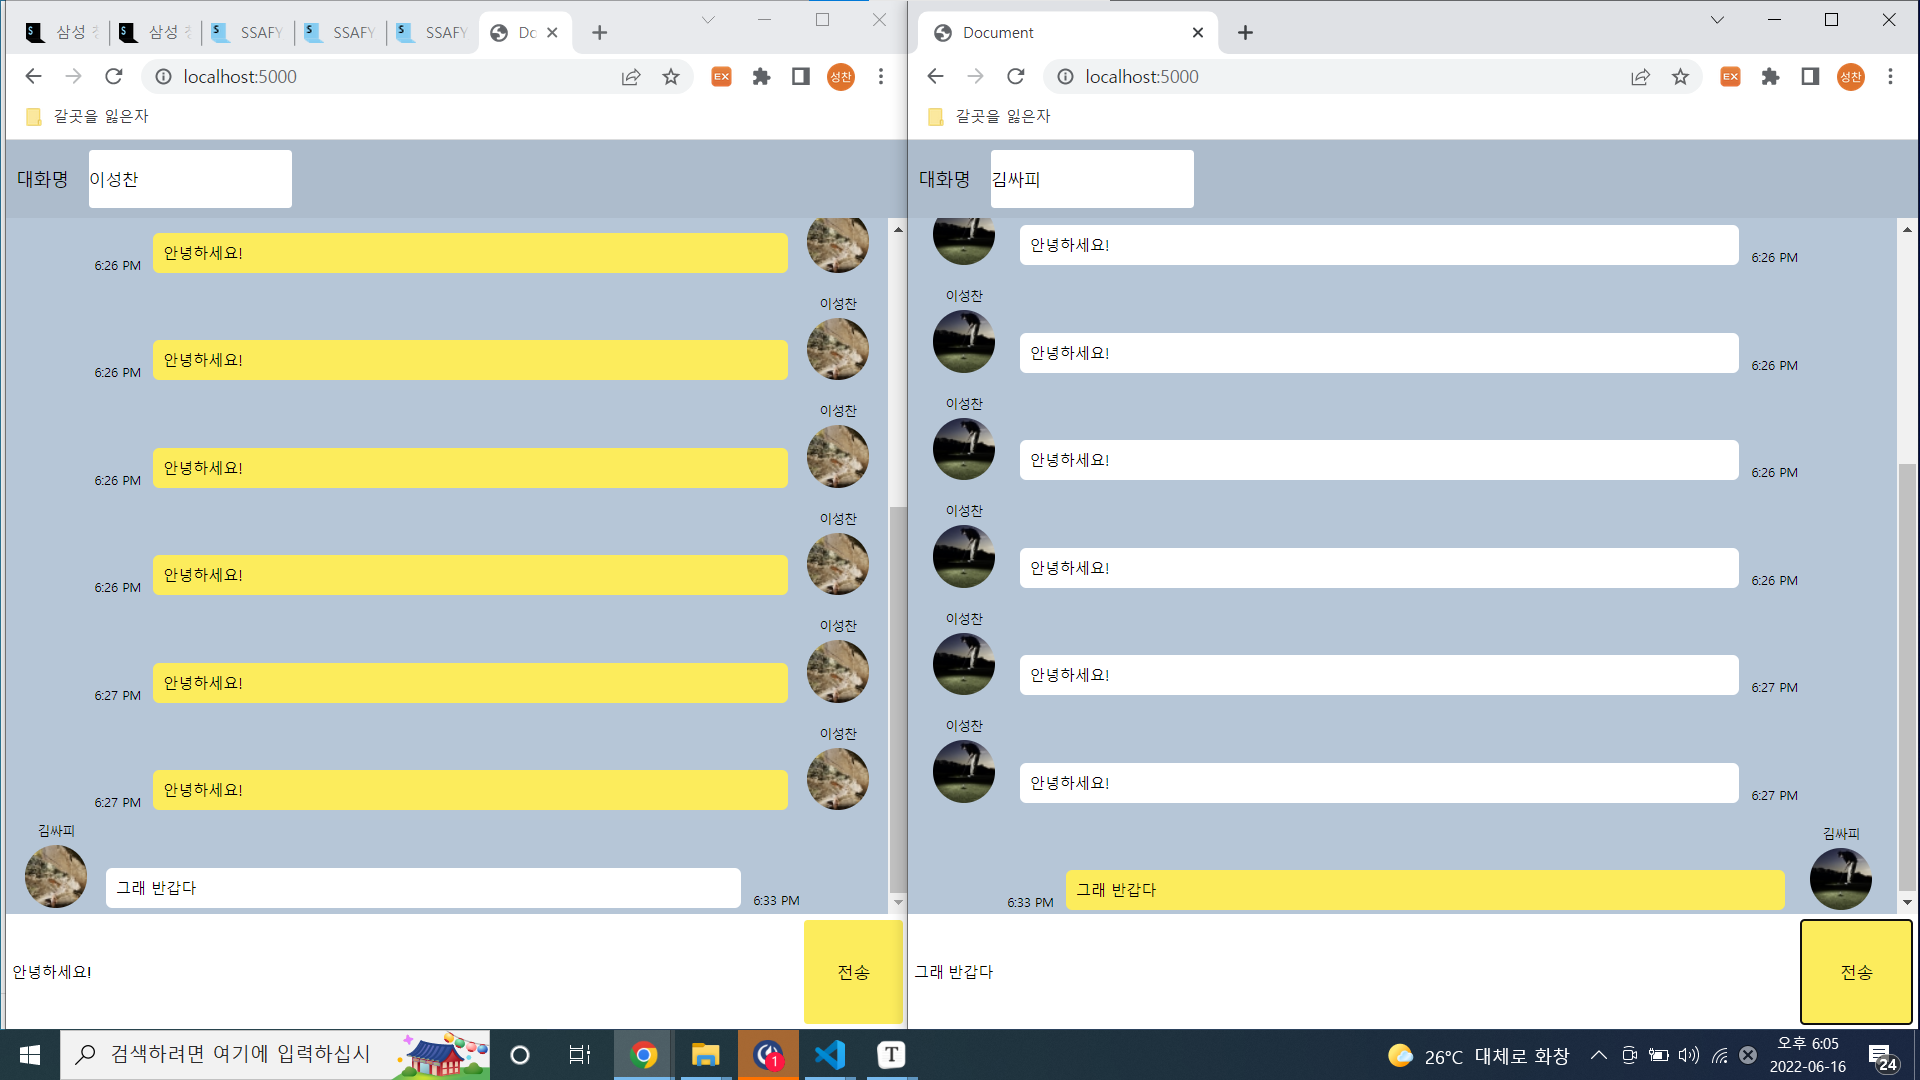 삼성 청
삼성 청
SSAFY
SSAFY
SSAFY
Do
localhost:5000
EX
성찬
갈곳을 잃은자
대화명
이성찬
6:26 PM
안녕하세요!
이성찬
6:26 PM
안녕하세요!
이성찬
6:26 PM
안녕하세요!
이성찬
6:26 PM
안녕하세요!
이성찬
6:27 PM
안녕하세요!
이성찬
6:27 PM
안녕하세요!
김싸피
그래 반갑다
6:33 PM
안녕하세요!
전송
Document
localhost:5000
EX
성찬
갈곳을 잃은자
대화명
김싸피
안녕하세요!
6:26 PM
이성찬
안녕하세요!
6:26 PM
이성찬
안녕하세요!
6:26 PM
이성찬
안녕하세요!
6:26 PM
이성찬
안녕하세요!
6:27 PM
이성찬
안녕하세요!
6:27 PM
김싸피
6:33 PM
그래 반갑다
그래 반갑다
전송
검색하려면 여기에 입력하십시
1
T
26°C 대체로 화창
오후 6:05
2022-06-16
24